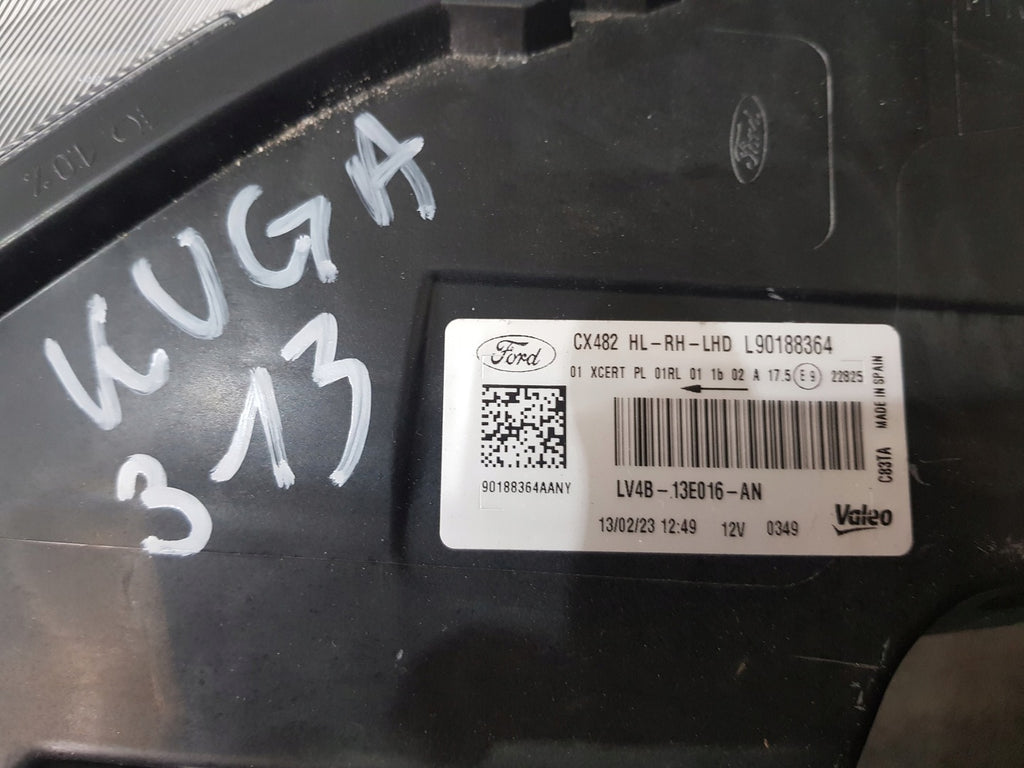 KUGA
313
Ford
Ford
CX482 HL-RH-LHD L90188364
01 XCERT PL 01RL 01 1b 02 A 17.5 E9 22825
90188364AANY
LV4B-13E016-AN
13/02/23 12:49 12V 0349
Valeo
C83TA MADE IN SPAIN